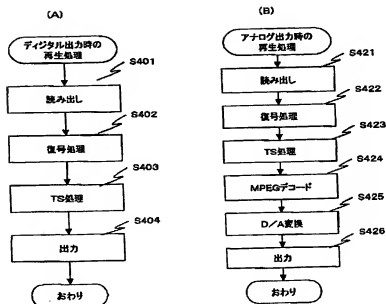 (A)
ディジタル出力時の
再生処理
S401
読み出し
S402
復号処理
S403
TS処理
S404
出力
おわり
(B)
アナログ出力時の
再生処理
S421
読み出し
S422
復号処理
S423
TS処理
S424
MPEGデコード
S425
D/A変換
S426
出力
おわり